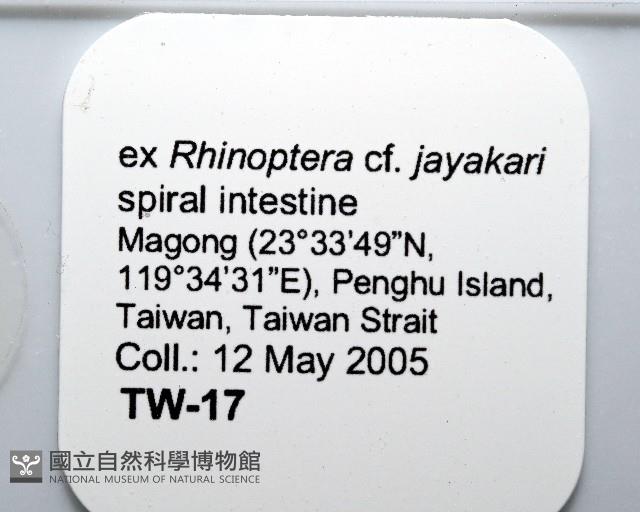 ex Rhinoptera cf. jayakari
spiral intestine
Magong (23°33’49”N,
119°34’31”E), Penghu Island,
Taiwan, Taiwan Strait
Coll.: 12 May 2005
TW-17
國立自然科學博物館
NATIONAL MUSEUM OF NATURAL SCIENCE